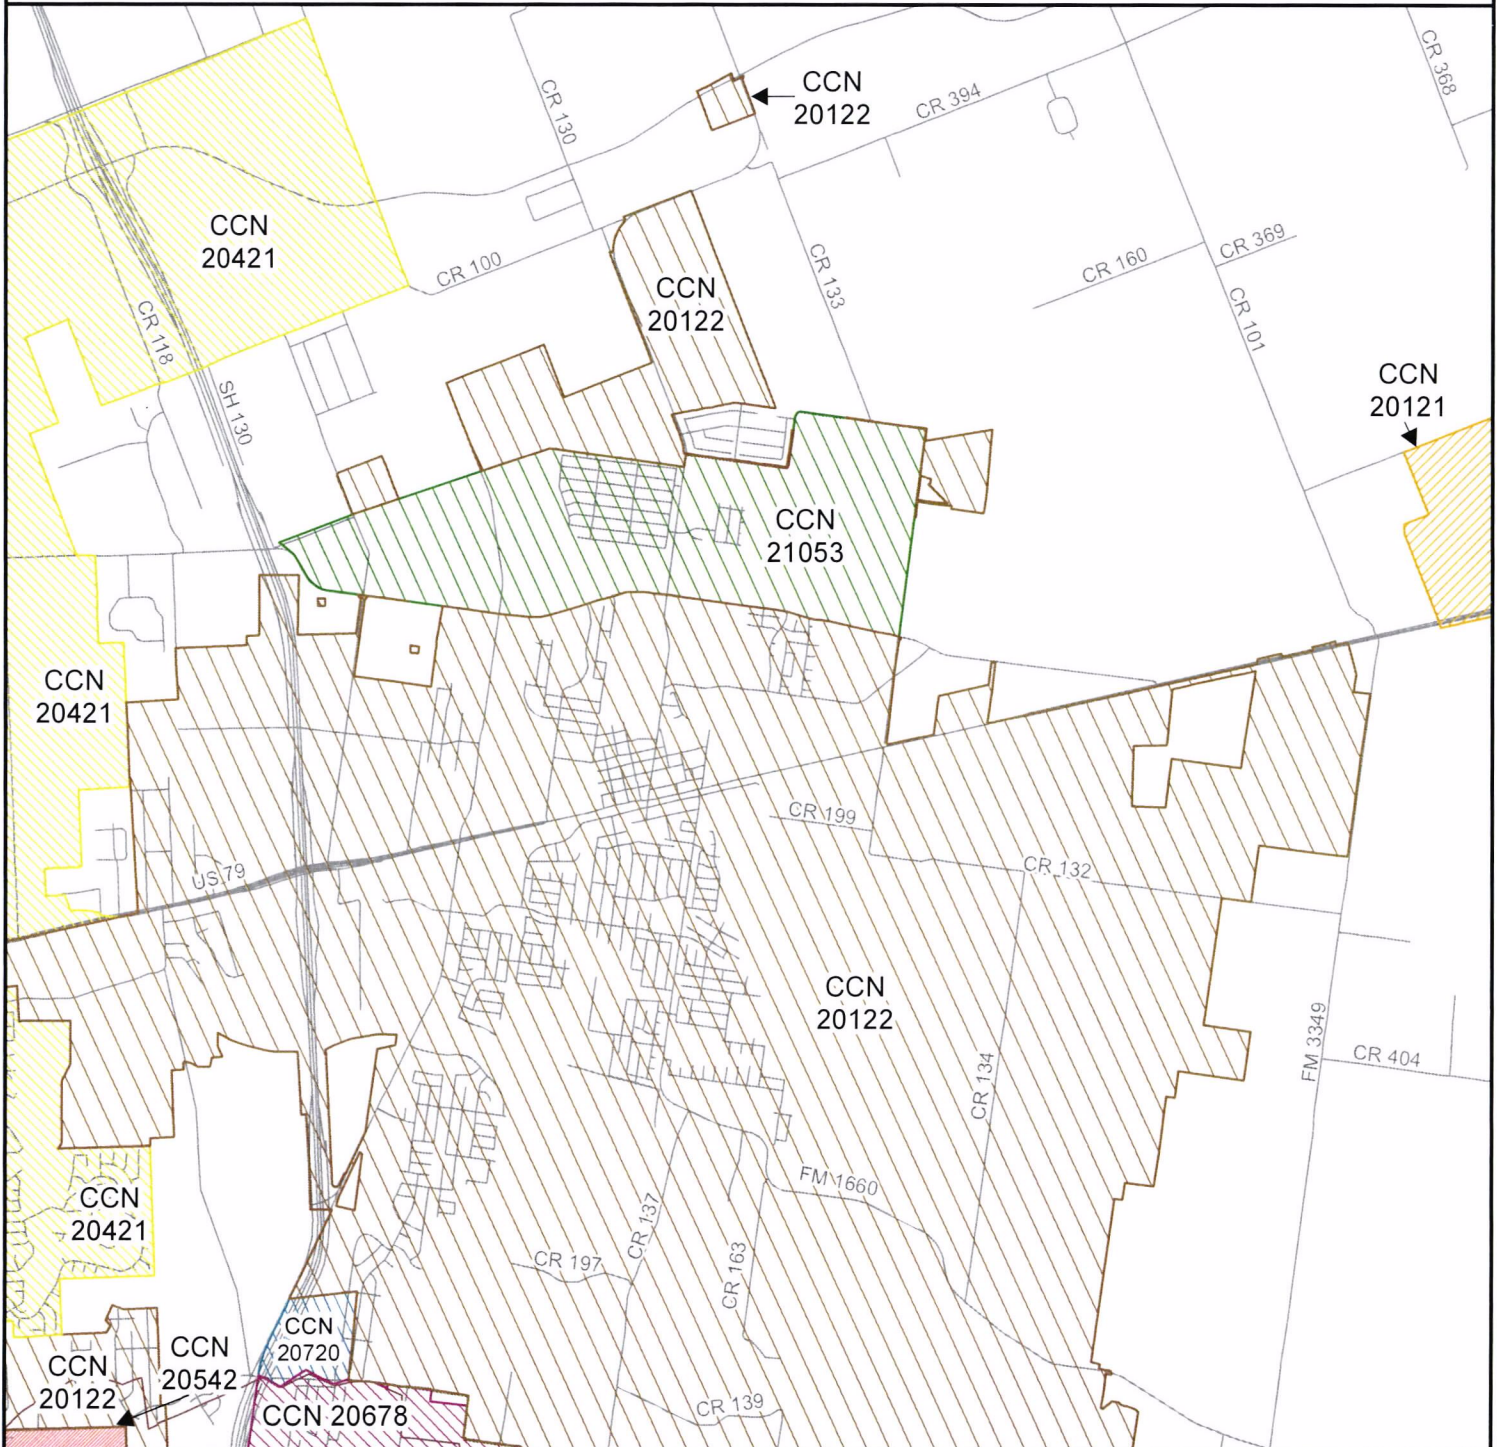 CR 368
CCN
20122
CR 130
CR 394
CCN
20421
CR 369
CR 160
CR 100
CR 133
CCN
20122
CR 101
CR 118
SH 130
CCN
20121
CCN
21053
CCN
20421
CR 199
CR 132
US 79
CCN
20122
FM 3349
CR 404
CR 134
FM 1660
CCN
20421
CR 137
CR 197
CR 163
CCN
20720
CCN
20542
CCN
20122
CR 139
CCN 20678